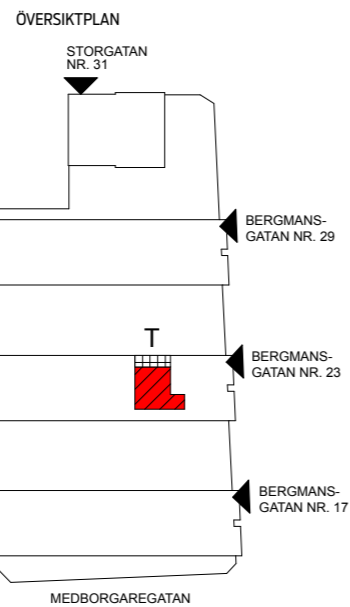 ÖVERSIKTPLAN
STORGATAN
NR. 31
BERGMANS-
GATAN NR. 29
T
BERGMANS-
GATAN NR. 23
BERGMANS-
GATAN NR. 17
MEDBORGAREGATAN